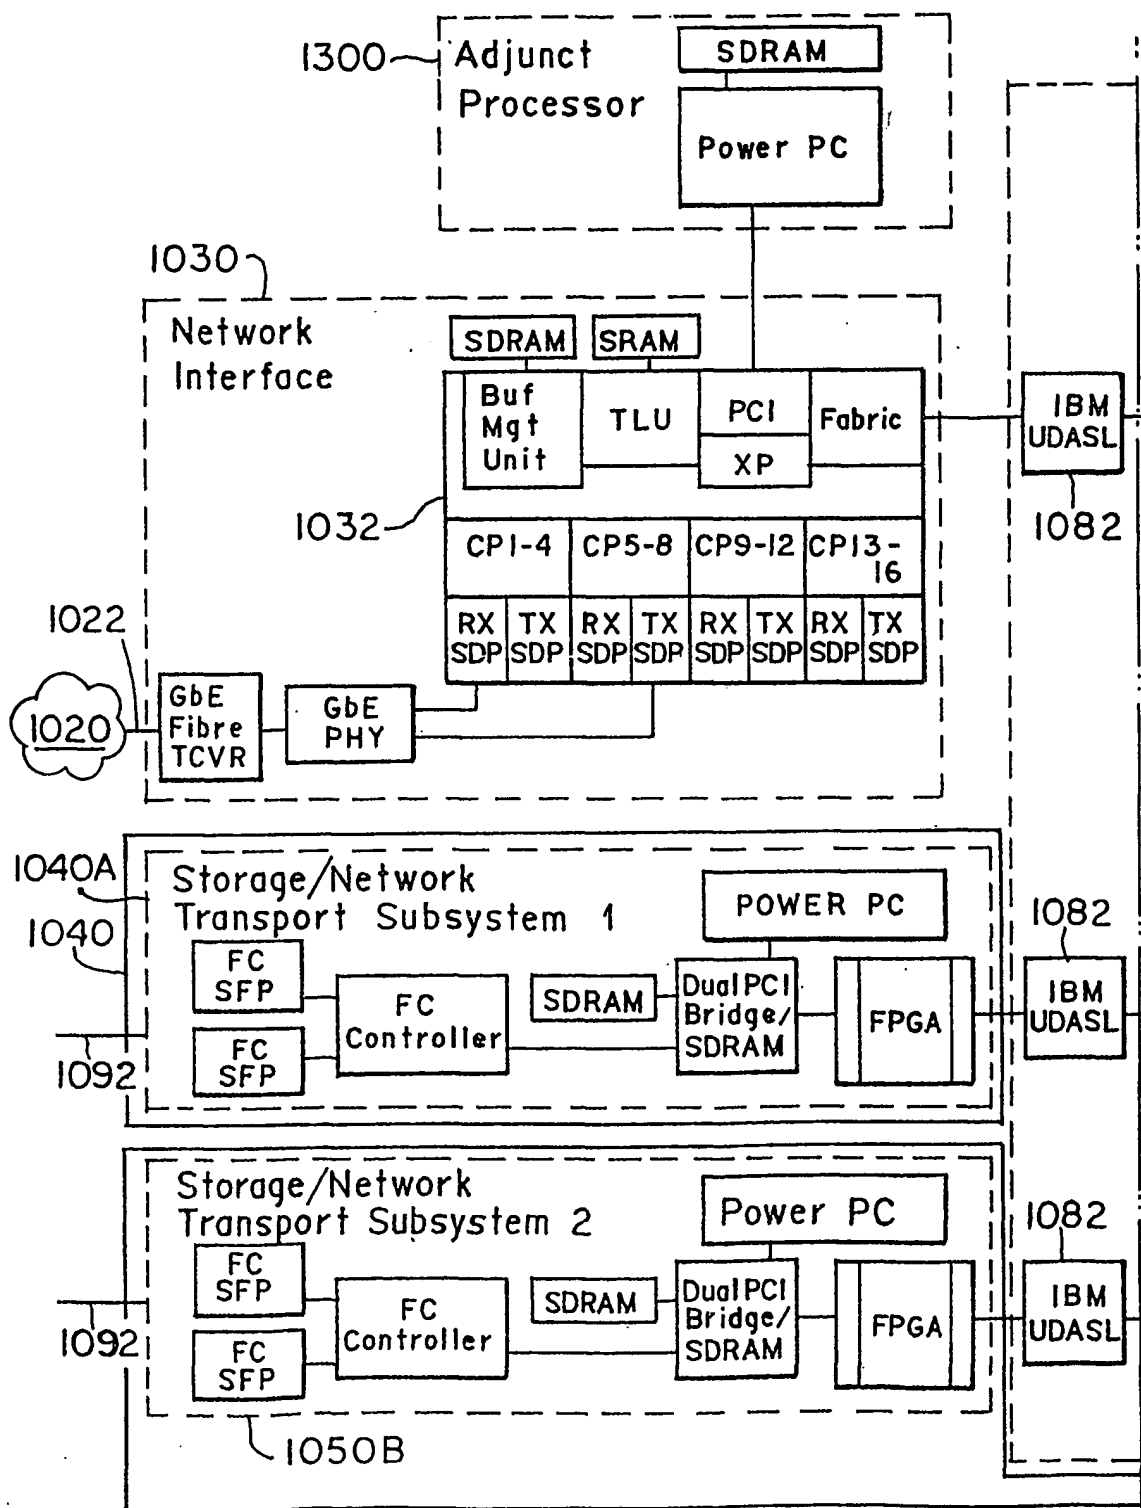 1300
Adjunct
Processor
SDRAM
Power PC
1030
Network
Interface
SDRAM
SRAM
Buf
Mgt
Unit
TLU
PCI
XP
Fabric
IBM
UDASL
1082
1032
CP1-4
CP5-8
CP9-12
CP13-
16
RX
SDP
TX
SDP
RX
SDP
TX
SDP
RX
SDP
TX
SDP
RX
SDP
TX
SDP
1022
1020
GbE
Fibre
TCVR
GbE
PHY
1040A
1040
Storage/Network
Transport Subsystem 1
POWER PC
FC
SFP
FC
SFP
FC
Controller
SDRAM
Dual PCI
Bridge/
SDRAM
FPGA
1082
IBM
UDASL
1092
Storage/Network
Transport Subsystem 2
Power PC
FC
SFP
FC
SFP
FC
Controller
SDRAM
Dual PCI
Bridge/
SDRAM
FPGA
1082
IBM
UDASL
1092
1050B